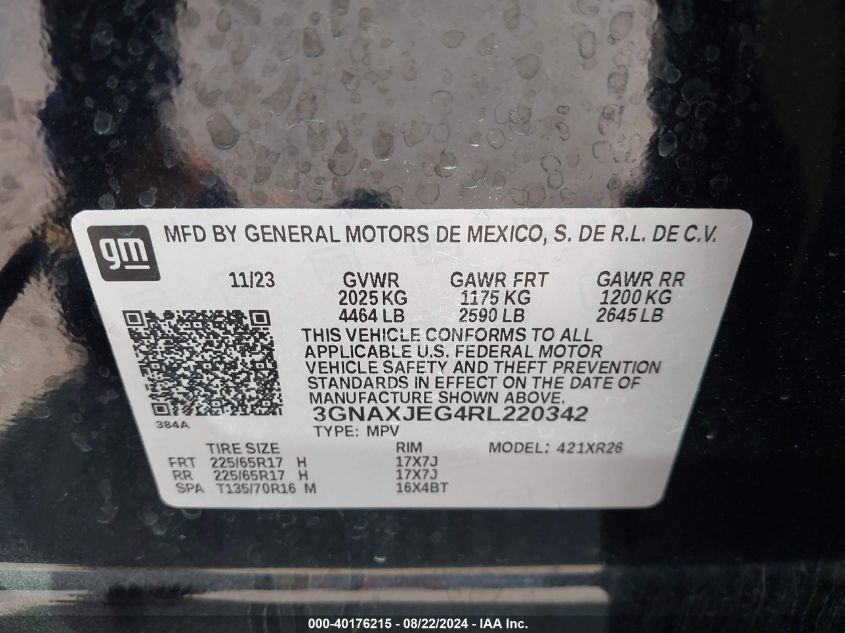 gm MFD BY GENERAL MOTORS DE MEXICO, S. DE R.L. DE C.V.
11/23 GVWR GAWR FRT GAWR RR
2025 KG 1175 KG 1200 KG
4464 LB 2590 LB 2645 LB
THIS VEHICLE CONFORMS TO ALL
APPLICABLE U.S. FEDERAL MOTOR
VEHICLE SAFETY AND THEFT PREVENTION
STANDARDS IN EFFECT ON THE DATE OF
MANUFACTURE SHOWN ABOVE.
3GNAXJEG4RL220342
384A
TYPE: MPV
TIRE SIZE RIM MODEL: 421XR26
FRT 225/65R17 H 17X7J
RR 225/65R17 H 17X7J
SPA T135/70R16 M 16X4BT
000-40176215 - 08/22/2024 - IAA Inc.